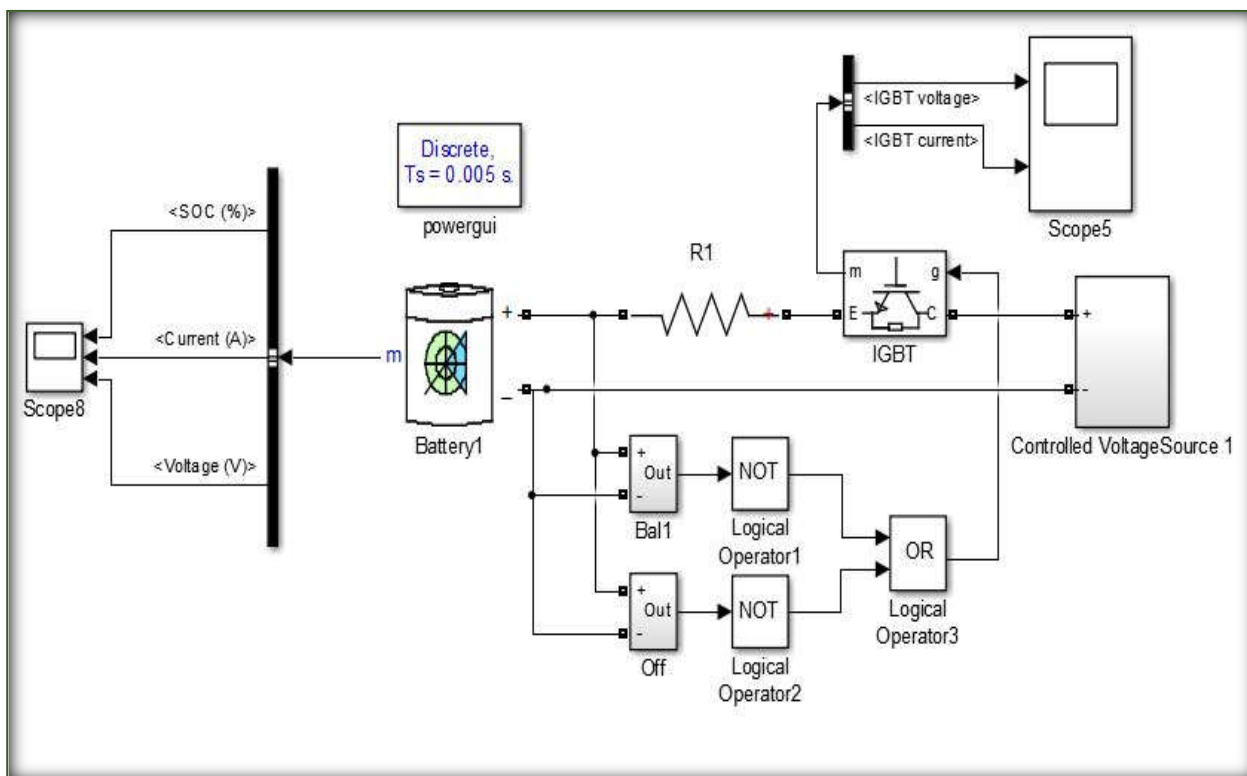 <IGBT voltage>
<IGBT current>
Scope5
Discrete,
Ts = 0.005 s.
powergui
<SOC (%)>
<Current (A)>
<Voltage (V)>
Scope8
m
+
–
Battery1
R1
+
m
g
E
C
IGBT
+
-
Controlled VoltageSource 1
+
Out
-
Bal1
NOT
Logical
Operator1
+
Out
-
Off
NOT
Logical
Operator2
OR
Logical
Operator3